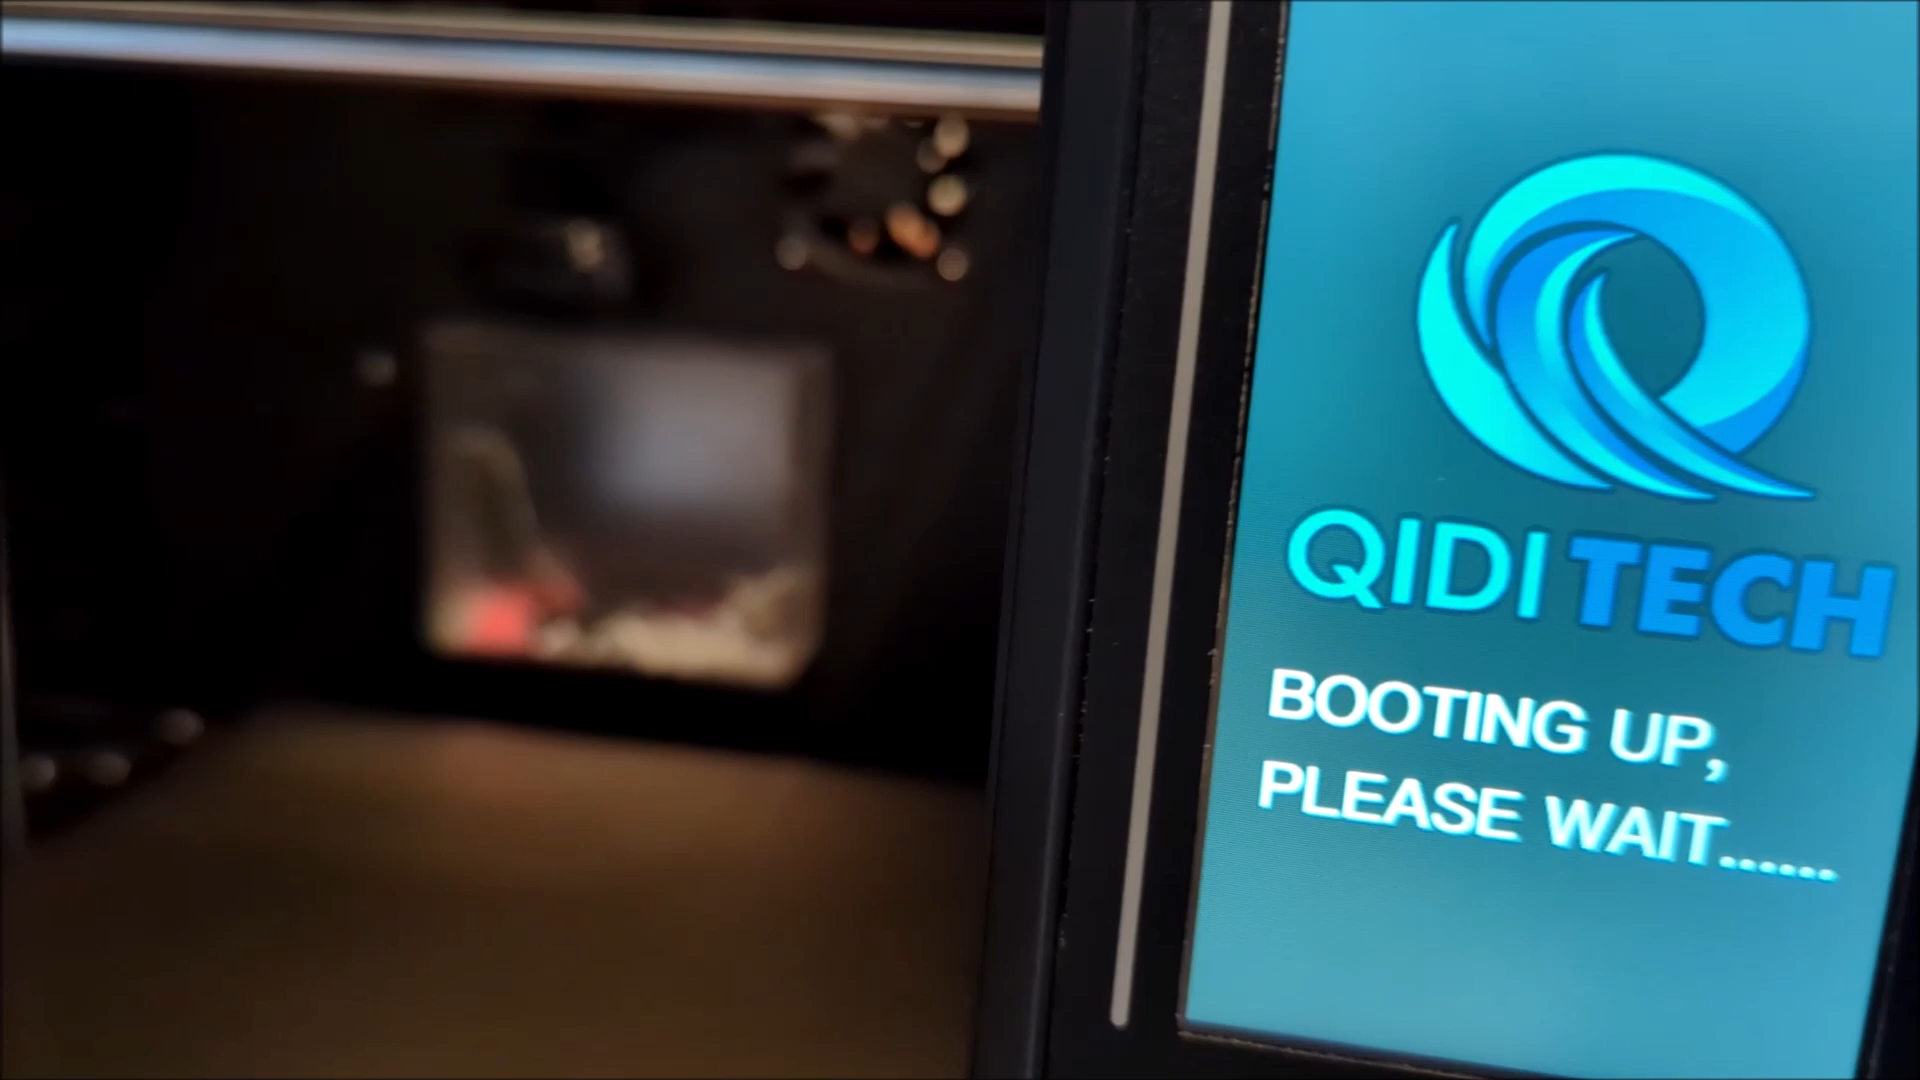 QIDI TECH
BOOTING UP,
PLEASE WAIT......